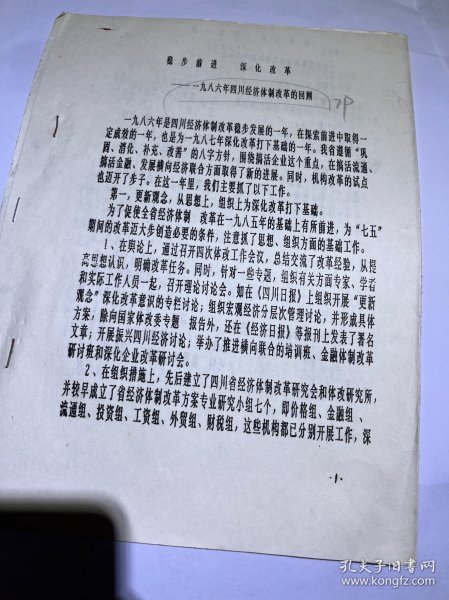 稳步前进 深化改革
——一九八六年四川经济体制改革的回顾
一九八六年是四川经济体制改革稳步发展的一年，在探索前进中取得一
定成效的一年，也是为一九八七年深化改革打下基础的一年。我省遵循“巩
固、消化、补充、改善”的八字方针，围绕搞活企业这个重点，在搞活流通、
搞活金融、发展横向经济联合方面取得了新的进展。同时，机构改革的试点
也迈开了步子。在这一年里，我们主要抓了以下工作。
第一，更新观念，从思想上，组织上为深化改革打下基础。
为了促使全省经济体制 改革在一九八五年的基础上有所前进，为“七五”
期间的改革迈大步创造必要的条件，注意抓了思想、组织方面的基础工作。
1、在舆论上，通过召开四次体改工作会议，总结交流了改革经验，从提
高思想认识，明确改革任务。同时，针对一些专题，组织有关方面专家、学者
和实际工作人员一起，召开理论讨论会。如在《四川日报》上组织开展“更新
观念”深化改革意识的专栏讨论；组织宏观经济分层次管理讨论，并形成具体
方案，除向国家体改委专题 报告外，还在《经济日报》等报刊上发表了署名
文章；开展振兴四川经济讨论；举办了推进横向联合的培训班、金融体制改革
研讨班和深化企业改革研讨会。
2、在组织措施上，先后建立了四川省经济体制改革研究会和体改研究所，
并较早成立了省经济体制改革方案专业研究小组七个，即价格组、金融组、
流通组、投资组、工资组、外贸组、财税组，这些机构都已分别开展工作，深
·1·
孔夫子旧书网
www.kongfz.com